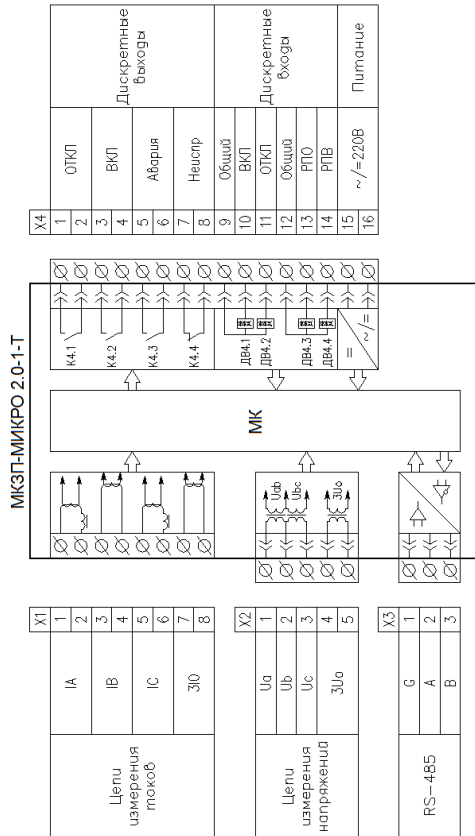 МКЗП-МИКРО 2.0-1-Т
X1
Цепи
измерения
токов
IA
1
2
IB
3
4
IC
5
6
3I0
7
8
X2
Цепи
измерения
напряжений
Ua
1
Ub
2
Uc
3
3Uo
4
5
X3
RS-485
G
1
A
2
B
3
Uab
Ubc
3Uo
МК
К4.1
К4.2
К4.3
К4.4
ДВ4.1
ДВ4.2
ДВ4.3
ДВ4.4
=
~/=
X4
1
ОТКЛ
2
3
ВКЛ
4
5
Авария
6
7
Неиспр
8
Дискретные
выходы
9
Общий
10
ВКЛ
11
ОТКЛ
12
Общий
13
РПО
14
РПВ
Дискретные
входы
15
~/=220В
16
Питание